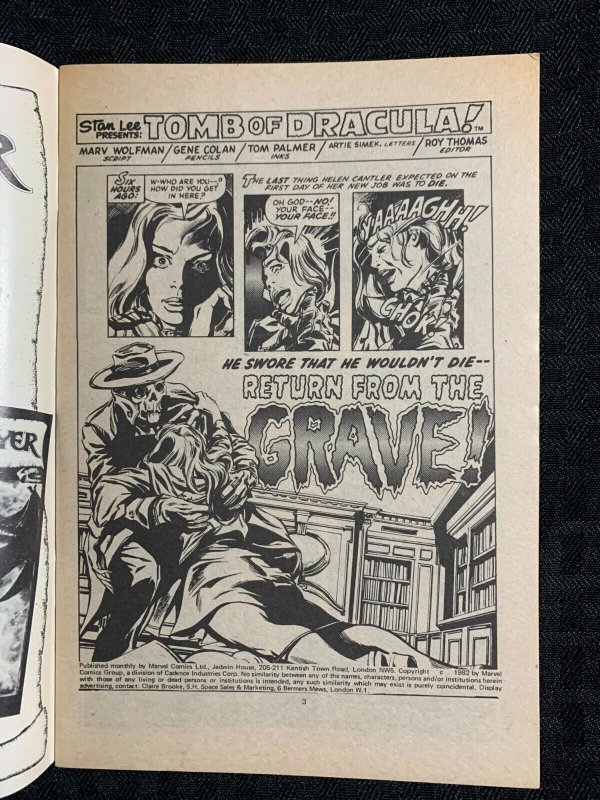 R
YER
Stan Lee
PRESENTS:
TOMB OF DRACULA! TM
MARV WOLFMAN / GENE COLAN / TOM PALMER / ARTIE SIMEK, LETTERS / ROY THOMAS
SCRIPT PENCILS INKS EDITOR
SIX
HOURS
AGO:
W-WHO ARE YOU--?
HOW DID YOU GET
IN HERE?
THE LAST THING HELEN CANTLER EXPECTED ON THE
FIRST DAY OF HER NEW JOB WAS TO DIE.
OH GOD--NO!
YOUR FACE--
YOUR FACE!!
NAAAAAGHH!
GHOK
HE SWORE THAT HE WOULDN'T DIE--
RETURN FROM THE
GRAVE!
Published monthly by Marvel Comics Ltd., Jadwin House, 205-211 Kentish Town Road, London NW5. Copyright © 1982 by Marvel
Comics Group, a division of Cadence Industries Corp. No similarity between any of the names, characters, persons and/or institutions herein
with those of any living or dead persons or institutions is intended, any such similarity which may exist is purely coincidental. Display
advertising, contact: Claire Brooke, S.H. Space Sales & Marketing, 6 Bermers Mews, London W.1.
3